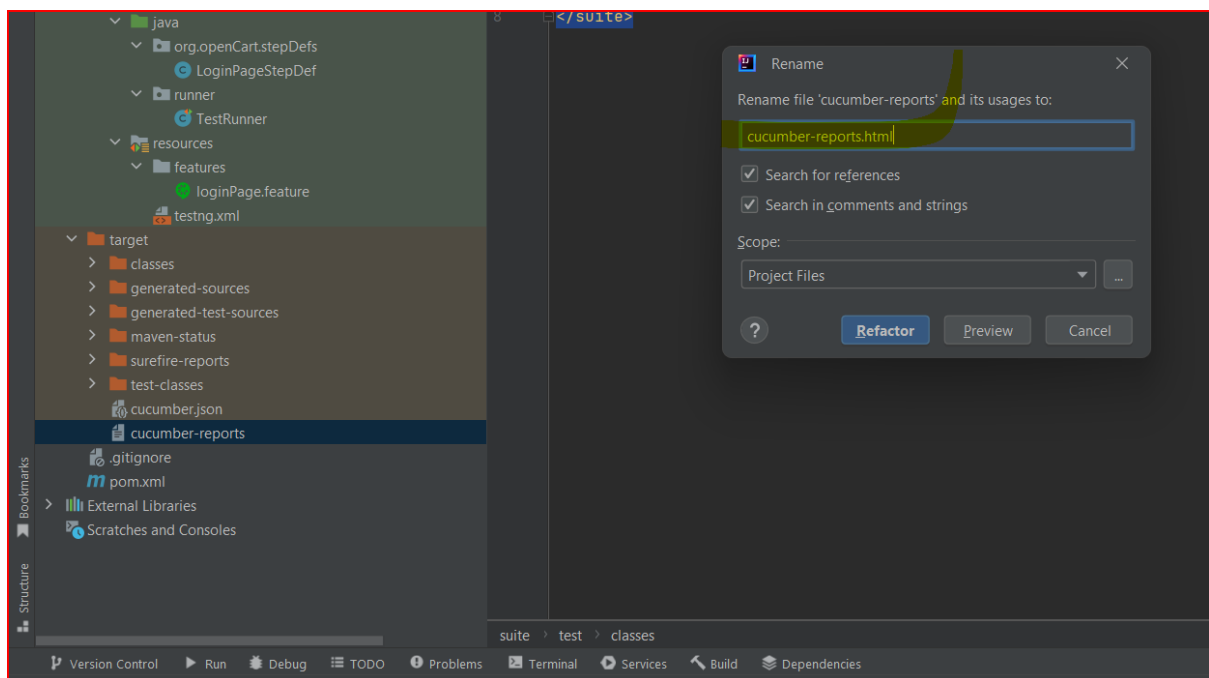 java
org.openCart.stepDefs
LoginPageStepDef
runner
TestRunner
resources
features
loginPage.feature
testng.xml
target
classes
generated-sources
generated-test-sources
maven-status
surefire-reports
test-classes
cucumber.json
cucumber-reports
.gitignore
pom.xml
External Libraries
Scratches and Consoles
Bookmarks
Structure
8 </suite>
Rename
Rename file 'cucumber-reports' and its usages to:
cucumber-reports.html
Search for references
Search in comments and strings
Scope:
Project Files
...
? Refactor Preview Cancel
suite > test > classes
Version Control Run Debug TODO Problems Terminal Services Build Dependencies